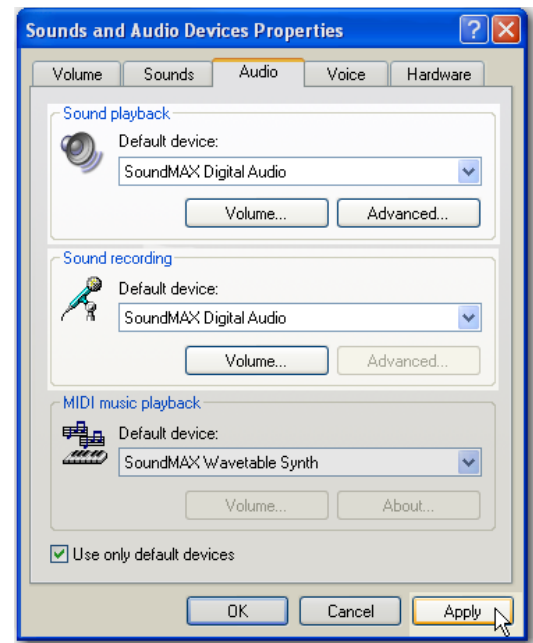 Sounds and Audio Devices Properties
Volume Sounds Audio Voice Hardware
Sound playback
Default device:
SoundMAX Digital Audio
Volume... Advanced...
Sound recording
Default device:
SoundMAX Digital Audio
Volume... Advanced...
MIDI music playback
Default device:
SoundMAX Wavetable Synth
Volume... About...
Use only default devices
OK Cancel Apply